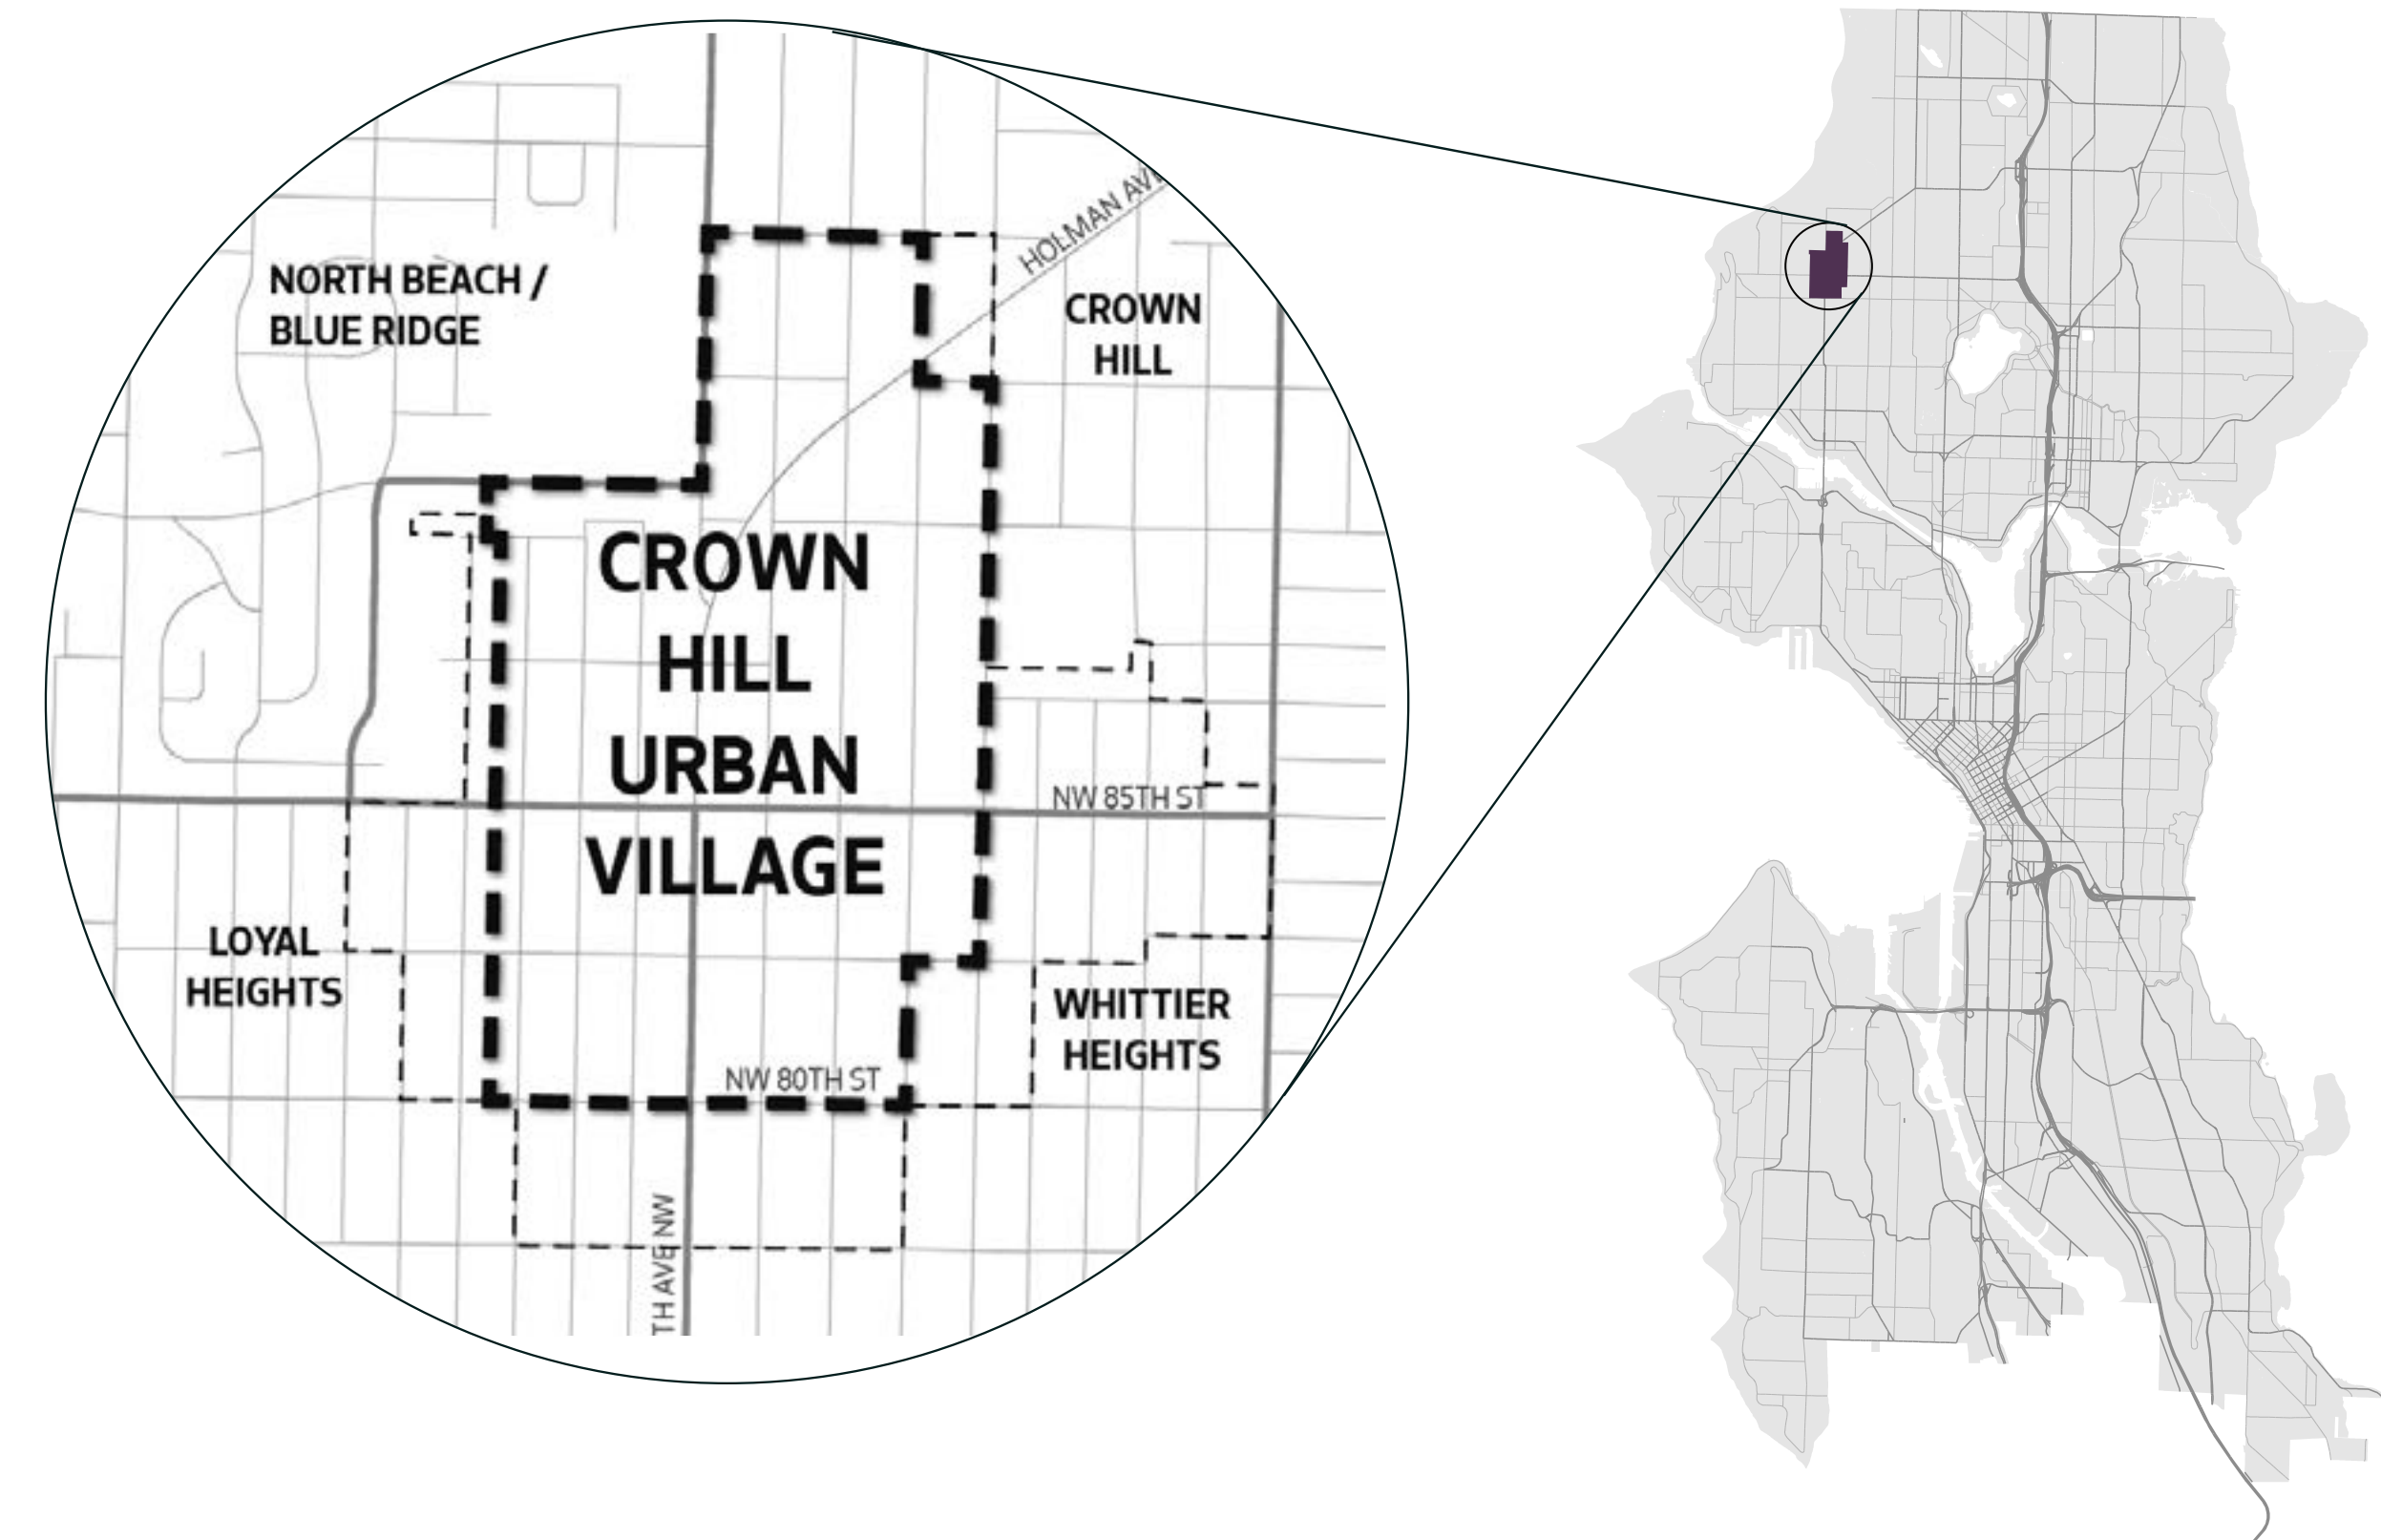 HOLMAN AV
NORTH BEACH /
BLUE RIDGE
CROWN
HILL
CROWN
HILL
URBAN
VILLAGE
NW 85TH ST
LOYAL
HEIGHTS
WHITTIER
HEIGHTS
NW 80TH ST
TH AVE NW